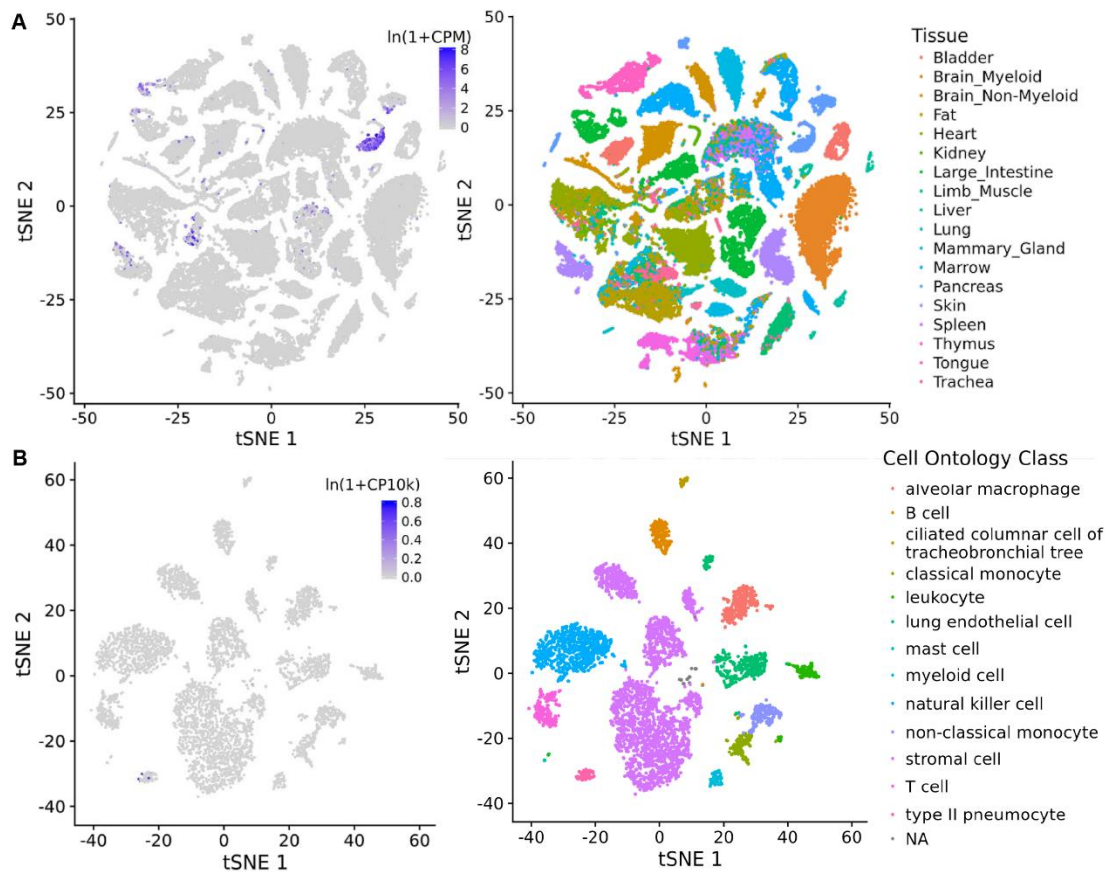 A
50
25
0
-25
-50
tSNE 2
-50
-25
0
25
50
tSNE 1
ln(1+CPM)
8
6
4
2
0
50
25
0
-25
-50
-50
-25
0
25
50
tSNE 1
Tissue
Bladder
Brain_Myeloid
Brain_Non-Myeloid
Fat
Heart
Kidney
Large_Intestine
Limb_Muscle
Liver
Lung
Mammary_Gland
Marrow
Pancreas
Skin
Spleen
Thymus
Tongue
Trachea
B
60
40
20
0
-20
-40
tSNE 2
-40
-20
0
20
40
60
tSNE 1
ln(1+CP10k)
0.8
0.6
0.4
0.2
0.0
60
40
20
0
-20
-40
-40
-20
0
20
40
60
tSNE 1
Cell Ontology Class
alveolar macrophage
B cell
ciliated columnar cell of
tracheobronchial tree
classical monocyte
leukocyte
lung endothelial cell
mast cell
myeloid cell
natural killer cell
non-classical monocyte
stromal cell
T cell
type II pneumocyte
NA